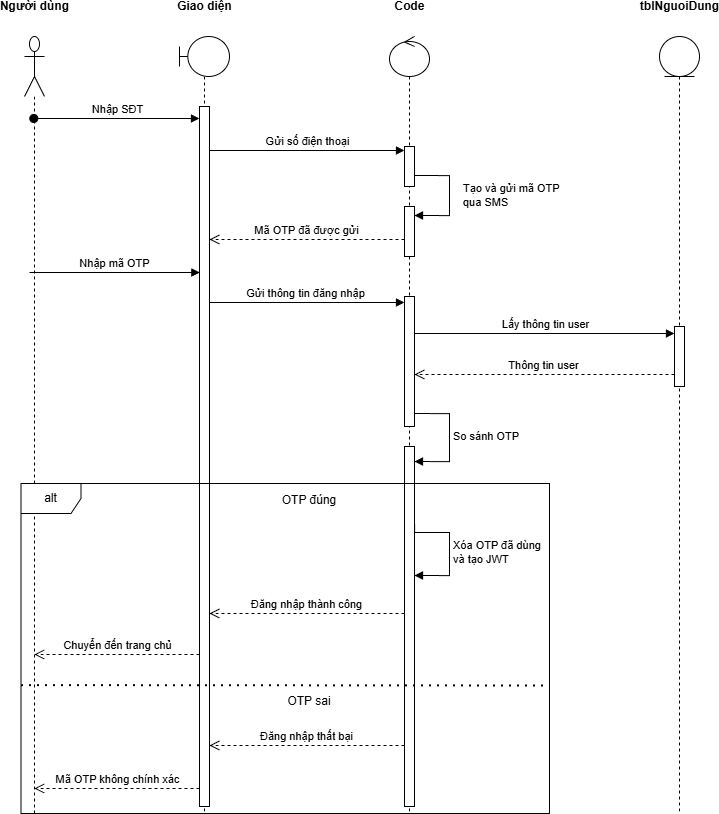 Người dùng
Giao diện
Code
tblNguoiDung
Nhập SĐT
Gửi số điện thoại
Tạo và gửi mã OTP
qua SMS
Mã OTP đã được gửi
Nhập mã OTP
Gửi thông tin đăng nhập
Lấy thông tin user
Thông tin user
So sánh OTP
alt
OTP đúng
Xóa OTP đã dùng
và tạo JWT
Đăng nhập thành công
Chuyển đến trang chủ
OTP sai
Đăng nhập thất bại
Mã OTP không chính xác